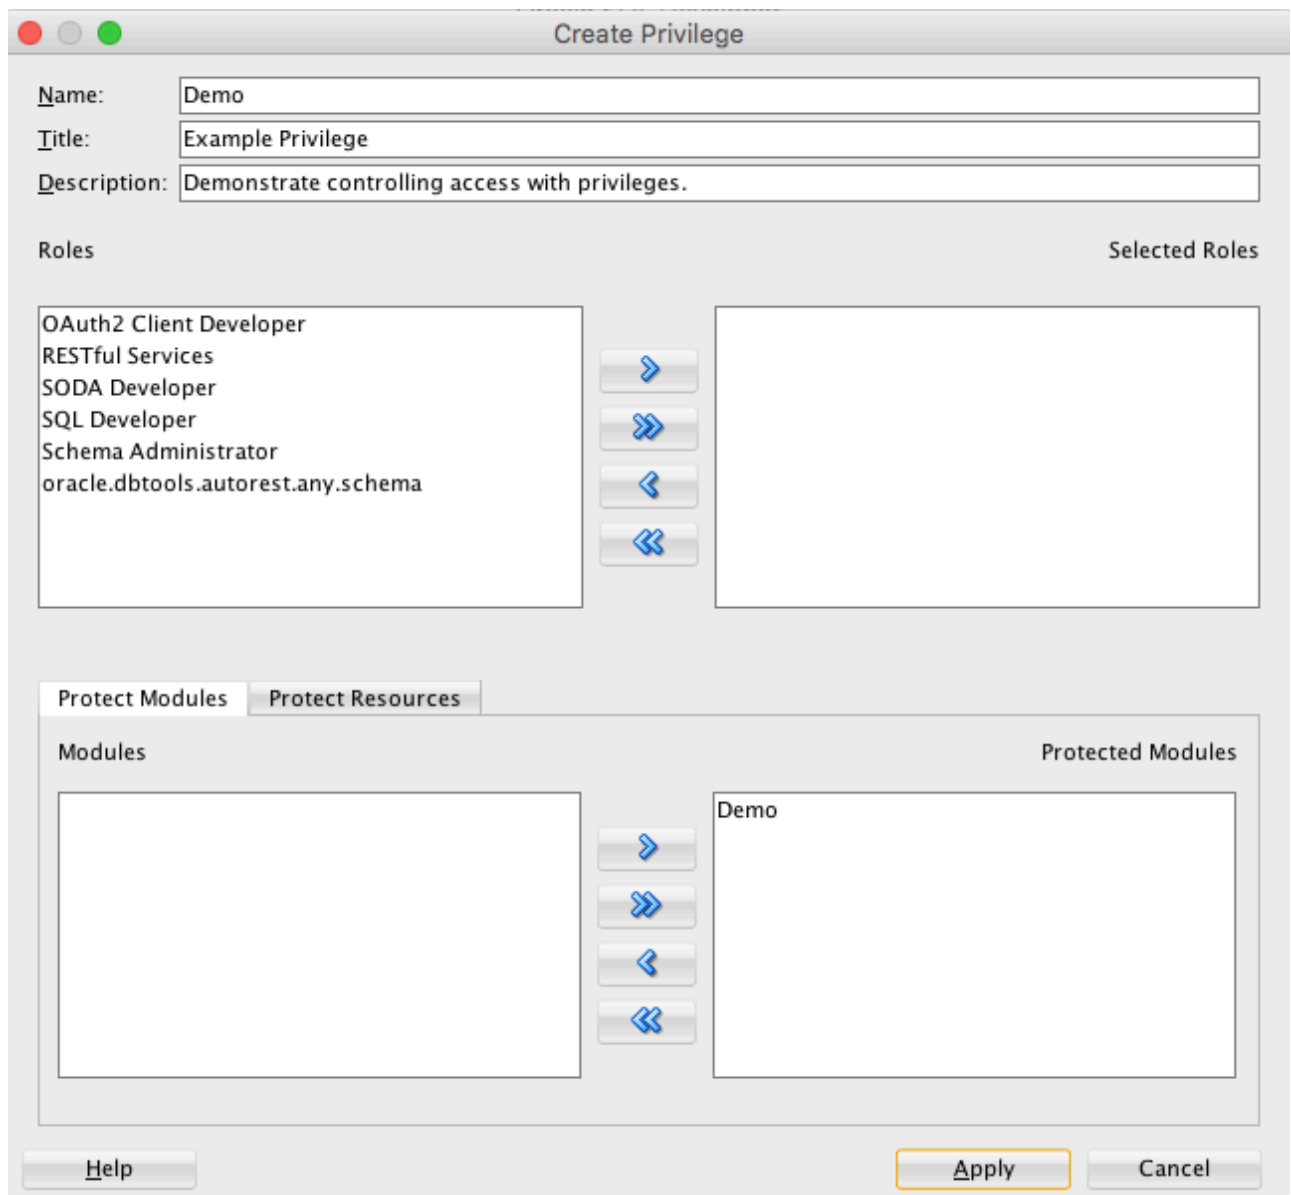 Create Privilege
Name: Demo
Title: Example Privilege
Description: Demonstrate controlling access with privileges.
Roles
Selected Roles
OAuth2 Client Developer
RESTful Services
SODA Developer
SQL Developer
Schema Administrator
oracle.dbtools.autorest.any.schema
Protect Modules
Protect Resources
Modules
Protected Modules
Demo
Help
Apply
Cancel